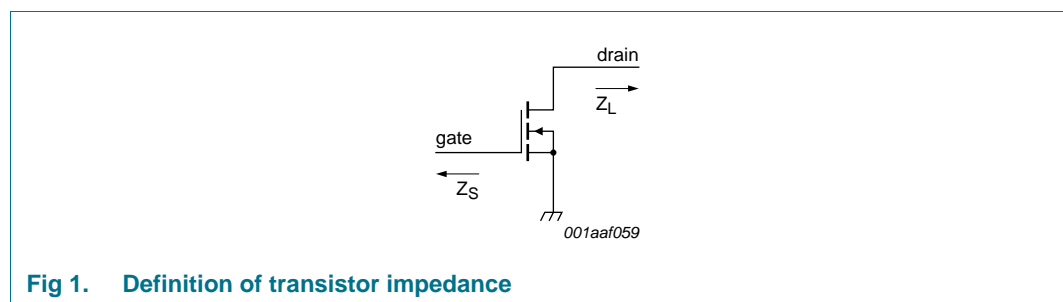 drain
Z_L
gate
Z_S
001aaf059
Fig 1. Definition of transistor impedance